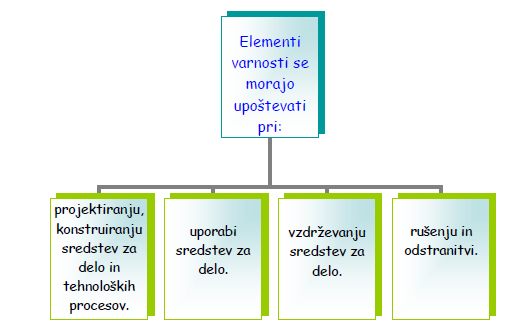 Elementi
varnosti se
morajo
upoštevati
pri:
projektiranju,
konstruiranju
sredstev za
delo in
tehnoloških
procesov.
uporabi
sredstev za
delo.
vzdrževanju
sredstev za
delo.
rušenju in
odstranitvi.